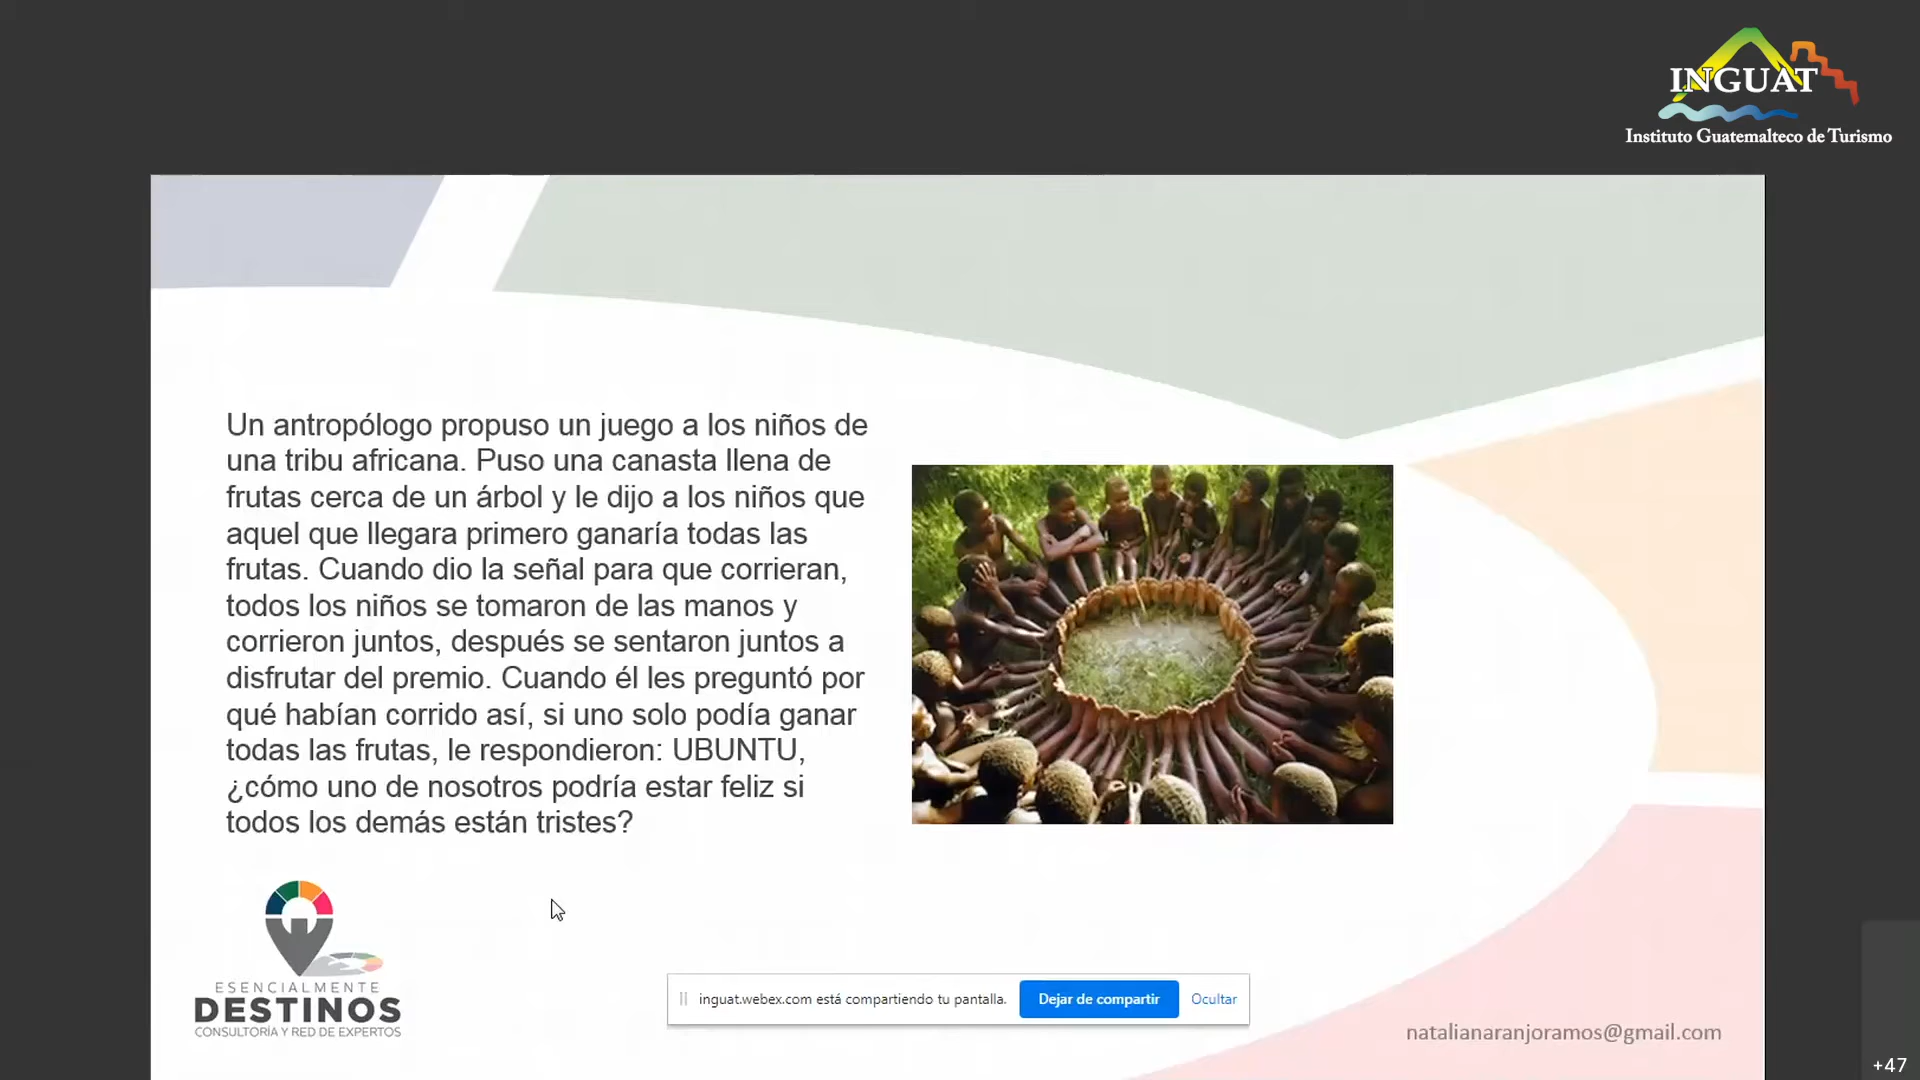 INGUAT
Instituto Guatemalteco de Turismo
Un antropólogo propuso un juego a los niños de
una tribu africana. Puso una canasta llena de
frutas cerca de un árbol y le dijo a los niños que
aquel que llegara primero ganaría todas las
frutas. Cuando dio la señal para que corrieran,
todos los niños se tomaron de las manos y
corrieron juntos, después se sentaron juntos a
disfrutar del premio. Cuando él les preguntó por
qué habían corrido así, si uno solo podía ganar
todas las frutas, le respondieron: UBUNTU,
¿cómo uno de nosotros podría estar feliz si
todos los demás están tristes?
ESENCIALMENTE
DESTINOS
CONSULTORÍA Y RED DE EXPERTOS
inguat.webex.com está compartiendo tu pantalla.
Dejar de compartir
Ocultar
natalianaranjoramos@gmail.com
+47